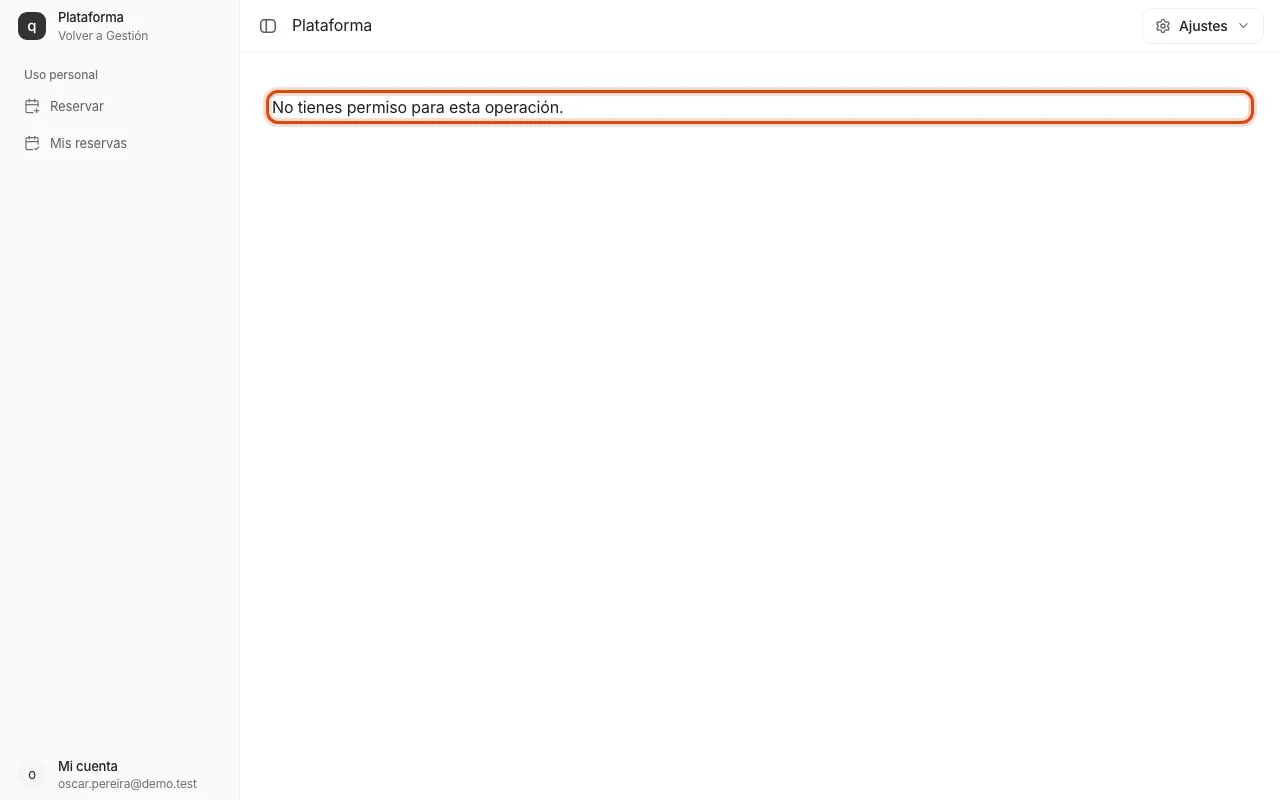 q
Plataforma
Volver a Gestión
Uso personal
Reservar
Mis reservas
Plataforma
Ajustes
No tienes permiso para esta operación.
O
Mi cuenta
oscar.pereira@demo.test